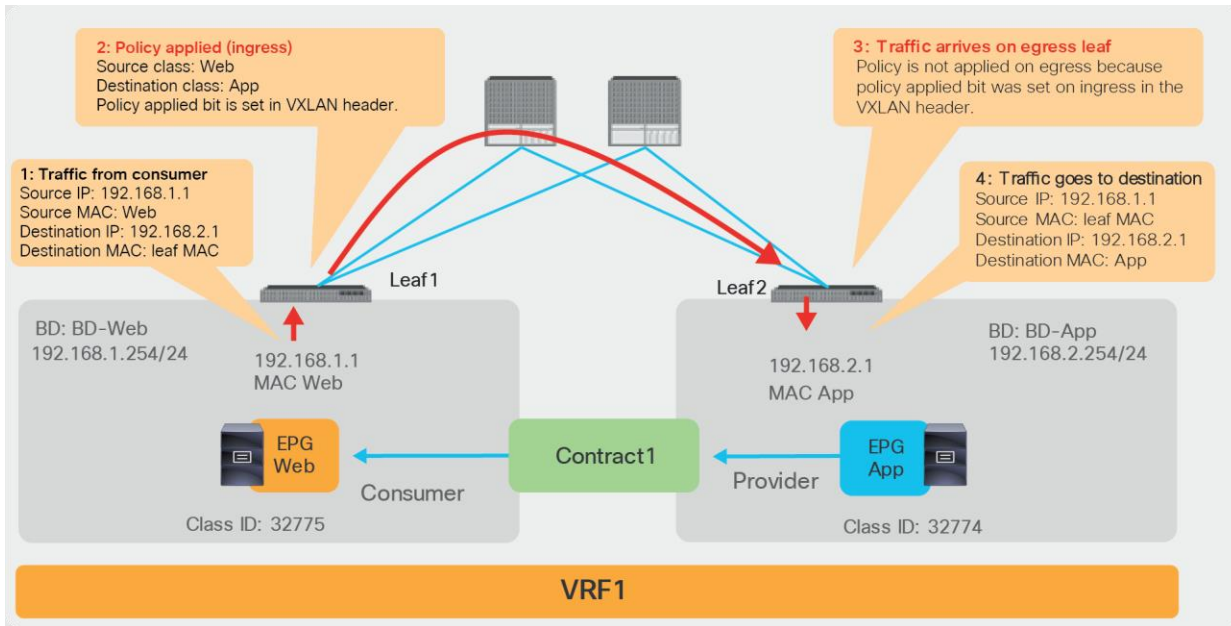 2: Policy applied (ingress)
Source class: Web
Destination class: App
Policy applied bit is set in VXLAN header.
3: Traffic arrives on egress leaf
Policy is not applied on egress because
policy applied bit was set on ingress in the
VXLAN header.
1: Traffic from consumer
Source IP: 192.168.1.1
Source MAC: Web
Destination IP: 192.168.2.1
Destination MAC: leaf MAC
4: Traffic goes to destination
Source IP: 192.168.1.1
Source MAC: leaf MAC
Destination IP: 192.168.2.1
Destination MAC: App
Leaf1
Leaf2
BD: BD-Web
192.168.1.254/24
192.168.1.1
MAC Web
192.168.2.1
MAC App
BD: BD-App
192.168.2.254/24
EPG
Web
Consumer
Contract1
Provider
EPG
App
Class ID: 32775
Class ID: 32774
VRF1